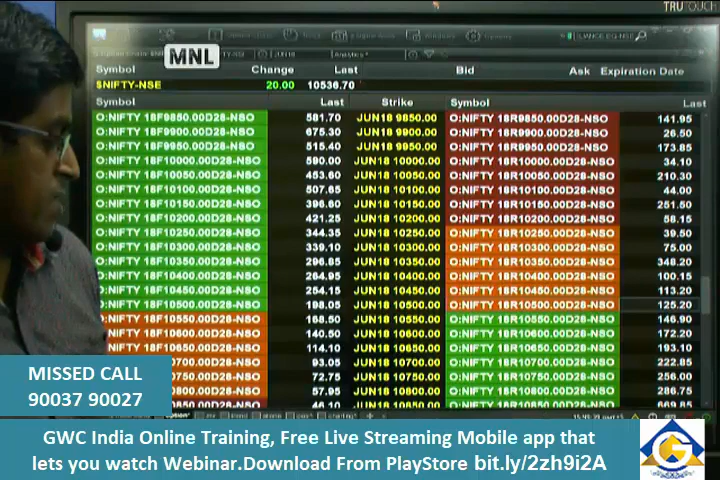 TRUTOUCH
MNL
Symbol Change Last Bid Ask Expiration Date
$NIFTY-NSE 20.00 10536.70
Symbol Last Strike Symbol Last
O:NIFTY 18F9850.00D28-NSO 581.70 JUN18 9850.00 O:NIFTY 18R9850.00D28-NSO 141.95
O:NIFTY 18F9900.00D28-NSO 675.30 JUN18 9900.00 O:NIFTY 18R9900.00D28-NSO 26.50
O:NIFTY 18F9950.00D28-NSO 515.40 JUN18 9950.00 O:NIFTY 18R9950.00D28-NSO 173.85
O:NIFTY 18F10000.00D28-NSO 590.00 JUN18 10000.00 O:NIFTY 18R10000.00D28-NSO 34.10
O:NIFTY 18F10050.00D28-NSO 453.60 JUN18 10050.00 O:NIFTY 18R10050.00D28-NSO 210.30
O:NIFTY 18F10100.00D28-NSO 507.85 JUN18 10100.00 O:NIFTY 18R10100.00D28-NSO 44.00
O:NIFTY 18F10150.00D28-NSO 396.80 JUN18 10150.00 O:NIFTY 18R10150.00D28-NSO 251.50
O:NIFTY 18F10200.00D28-NSO 421.25 JUN18 10200.00 O:NIFTY 18R10200.00D28-NSO 58.15
O:NIFTY 18F10250.00D28-NSO 344.35 JUN18 10250.00 O:NIFTY 18R10250.00D28-NSO 39.50
O:NIFTY 18F10300.00D28-NSO 339.10 JUN18 10300.00 O:NIFTY 18R10300.00D28-NSO 75.00
O:NIFTY 18F10350.00D28-NSO 296.85 JUN18 10350.00 O:NIFTY 18R10350.00D28-NSO 348.20
O:NIFTY 18F10400.00D28-NSO 264.95 JUN18 10400.00 O:NIFTY 18R10400.00D28-NSO 100.15
O:NIFTY 18F10450.00D28-NSO 254.15 JUN18 10450.00 O:NIFTY 18R10450.00D28-NSO 113.20
O:NIFTY 18F10500.00D28-NSO 198.05 JUN18 10500.00 O:NIFTY 18R10500.00D28-NSO 125.20
O:NIFTY 18F10550.00D28-NSO 168.50 JUN18 10550.00 O:NIFTY 18R10550.00D28-NSO 146.90
O:NIFTY 18F10600.00D28-NSO 140.50 JUN18 10600.00 O:NIFTY 18R10600.00D28-NSO 172.20
O:NIFTY 18F10650.00D28-NSO 114.10 JUN18 10650.00 O:NIFTY 18R10650.00D28-NSO 193.10
10700.00D28-NSO 93.05 JUN18 10700.00 O:NIFTY 18R10700.00D28-NSO 222.85
10750.00D28-NSO 72.75 JUN18 10750.00 O:NIFTY 18R10750.00D28-NSO 256.00
10800.00D28-NSO 57.95 JUN18 10800.00 O:NIFTY 18R10800.00D28-NSO 286.75
MISSED CALL
90037 90027
GWC India Online Training, Free Live Streaming Mobile app that
lets you watch Webinar.Download From PlayStore bit.ly/2zh9i2A